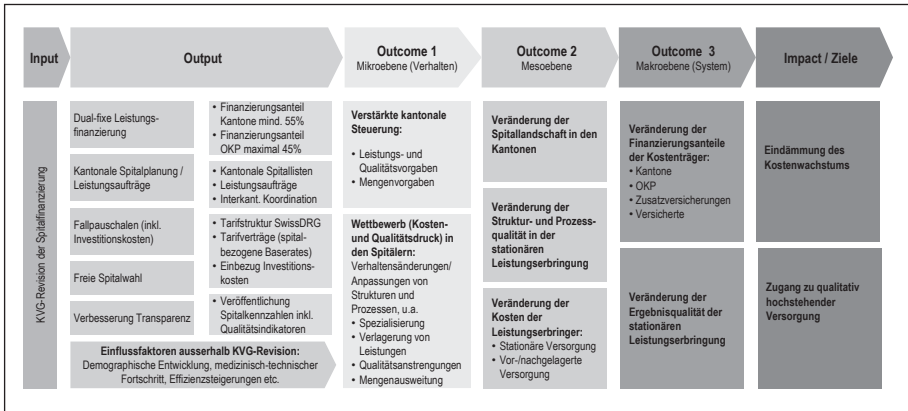 Input
Output
Outcome 1
Mikroebene (Verhalten)
Outcome 2
Mesoebene
Outcome 3
Makroebene (System)
Impact / Ziele
KVG-Revision der Spitalfinanzierung
Dual-fixe Leistungs-
finanzierung
• Finanzierungsanteil
Kantone mind. 55%
• Finanzierungsanteil
OKP maximal 45%
Kantonale Spitalplanung /
Leistungsaufträge
• Kantonale Spitallisten
• Leistungsaufträge
• Interkant. Koordination
Fallpauschalen (inkl.
Investitionskosten)
• Tarifstruktur SwissDRG
• Tarifverträge (spital-
bezogene Baserates)
• Einbezug Investitions-
kosten
Freie Spitalwahl
Verbesserung Transparenz
• Veröffentlichung
Spitalkennzahlen inkl.
Qualitätsindikatoren
Einflussfaktoren ausserhalb KVG-Revision:
Demographische Entwicklung, medizinisch-technischer
Fortschritt, Effizienzsteigerungen etc.
Verstärkte kantonale
Steuerung:
• Leistungs- und
Qualitätsvorgaben
• Mengenvorgaben
Wettbewerb (Kosten-
und Qualitätsdruck) in
den Spitälern:
Verhaltensänderungen/
Anpassungen von
Strukturen und
Prozessen, u.a.
• Spezialisierung
• Verlagerung von
Leistungen
• Qualitätsanstrengungen
• Mengenausweitung
Veränderung der
Spitallandschaft in den
Kantonen
Veränderung der
Struktur- und Prozess-
qualität in der
stationären
Leistungserbringung
Veränderung der
Kosten der
Leistungserbringer:
• Stationäre Versorgung
• Vor-/nachgelagerte
Versorgung
Veränderung der
Finanzierungsanteile
der Kostenträger:
• Kantone
• OKP
• Zusatzversicherungen
• Versicherte
Veränderung der
Ergebnisqualität der
stationären
Leistungserbringung
Eindämmung des
Kostenwachstums
Zugang zu qualitativ
hochstehender
Versorgung